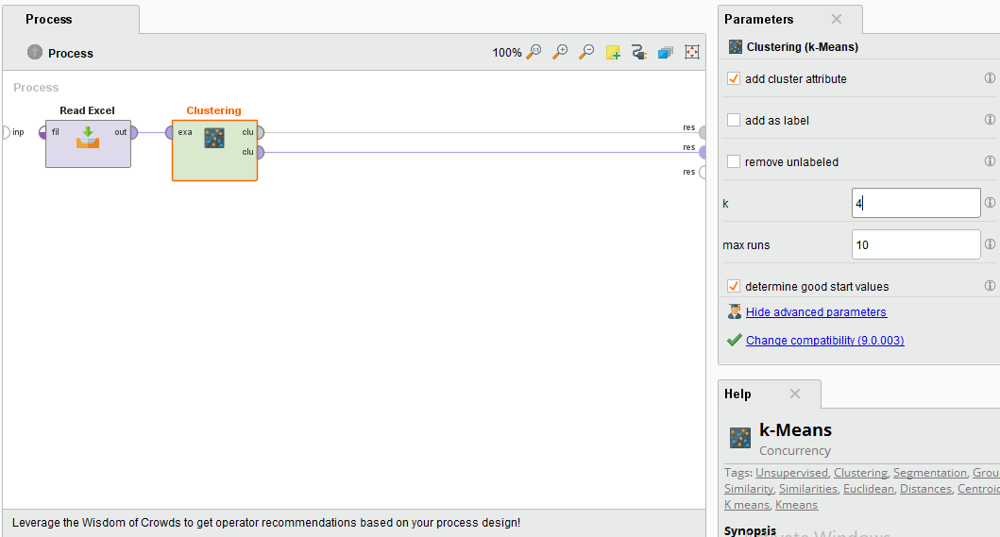 Process
Process
100%
Process
Read Excel
Clustering
inp
fil
out
exa
clu
clu
res
res
res
Leverage the Wisdom of Crowds to get operator recommendations based on your process design!
Parameters
Clustering (k-Means)
add cluster attribute
add as label
remove unlabeled
k
4
max runs
10
determine good start values
Hide advanced parameters
Change compatibility (9.0.003)
Help
k-Means
Concurrency
Tags: Unsupervised, Clustering, Segmentation, Grou
Similarity, Similarities, Euclidean, Distances, Centroid
K means, Kmeans
Synopsis
Windows